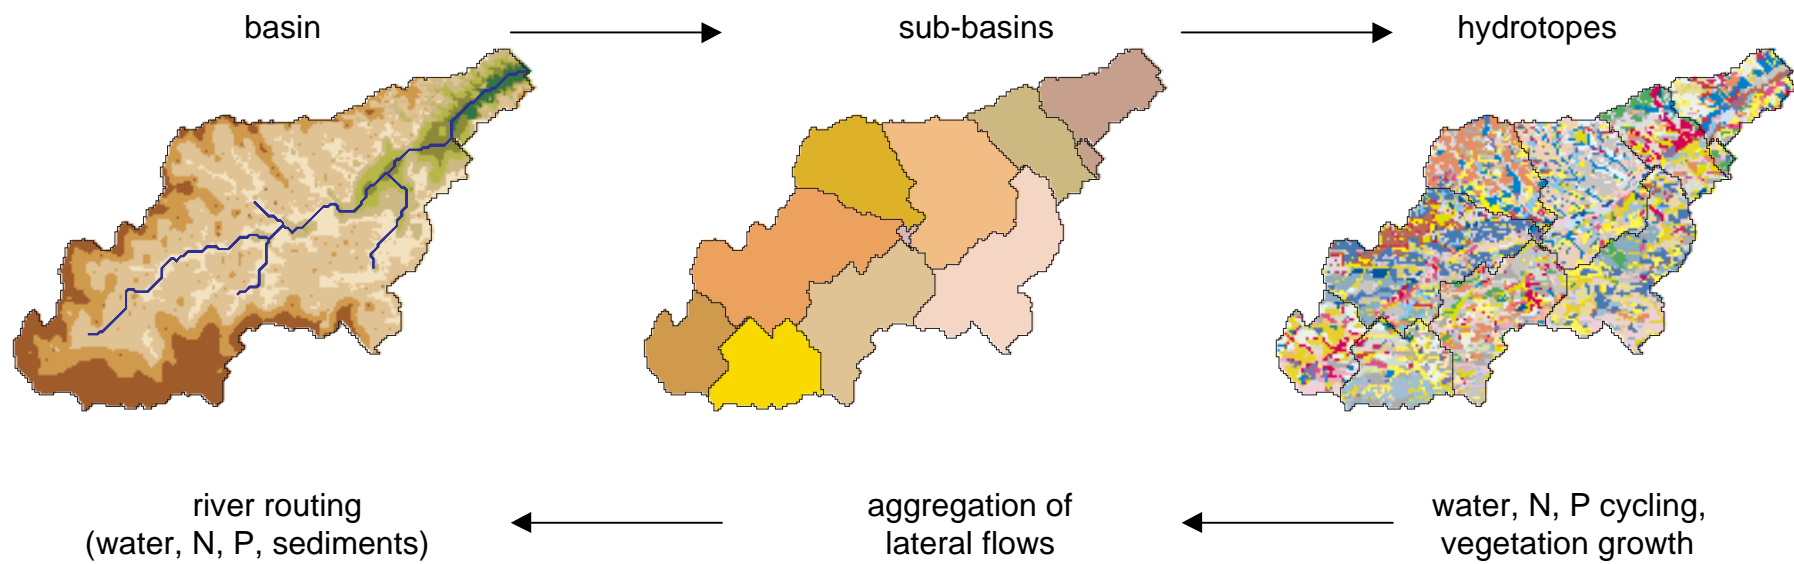 basin
sub-basins
hydrotopes
river routing
(water, N, P, sediments)
aggregation of
lateral flows
water, N, P cycling,
vegetation growth